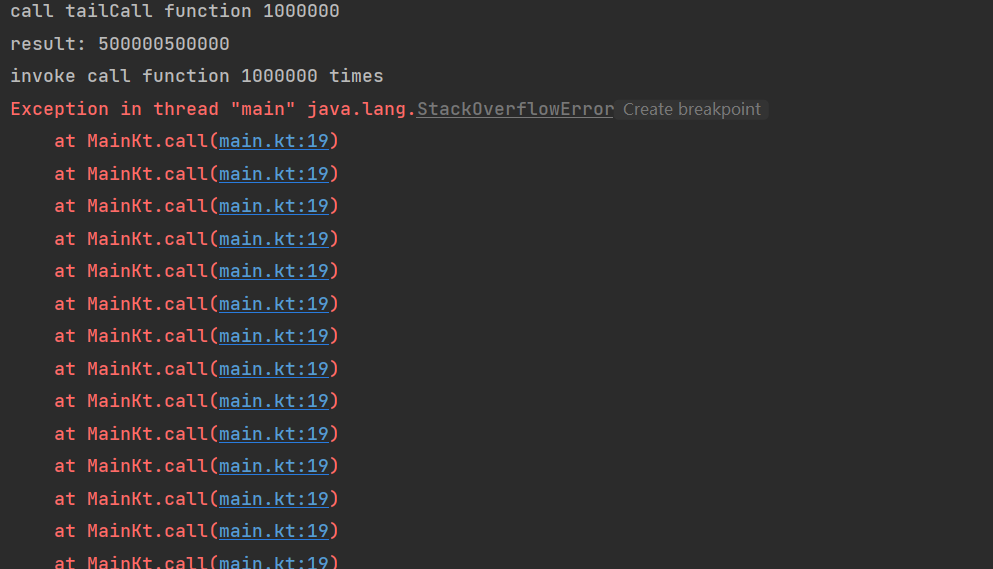 call tailCall function 1000000
result: 500000500000
invoke call function 1000000 times
Exception in thread "main" java.lang.StackOverflowError Create breakpoint
    at MainKt.call(main.kt:19)
    at MainKt.call(main.kt:19)
    at MainKt.call(main.kt:19)
    at MainKt.call(main.kt:19)
    at MainKt.call(main.kt:19)
    at MainKt.call(main.kt:19)
    at MainKt.call(main.kt:19)
    at MainKt.call(main.kt:19)
    at MainKt.call(main.kt:19)
    at MainKt.call(main.kt:19)
    at MainKt.call(main.kt:19)
    at MainKt.call(main.kt:19)
    at MainKt.call(main.kt:19)
    at MainKt.call(main.kt:19)